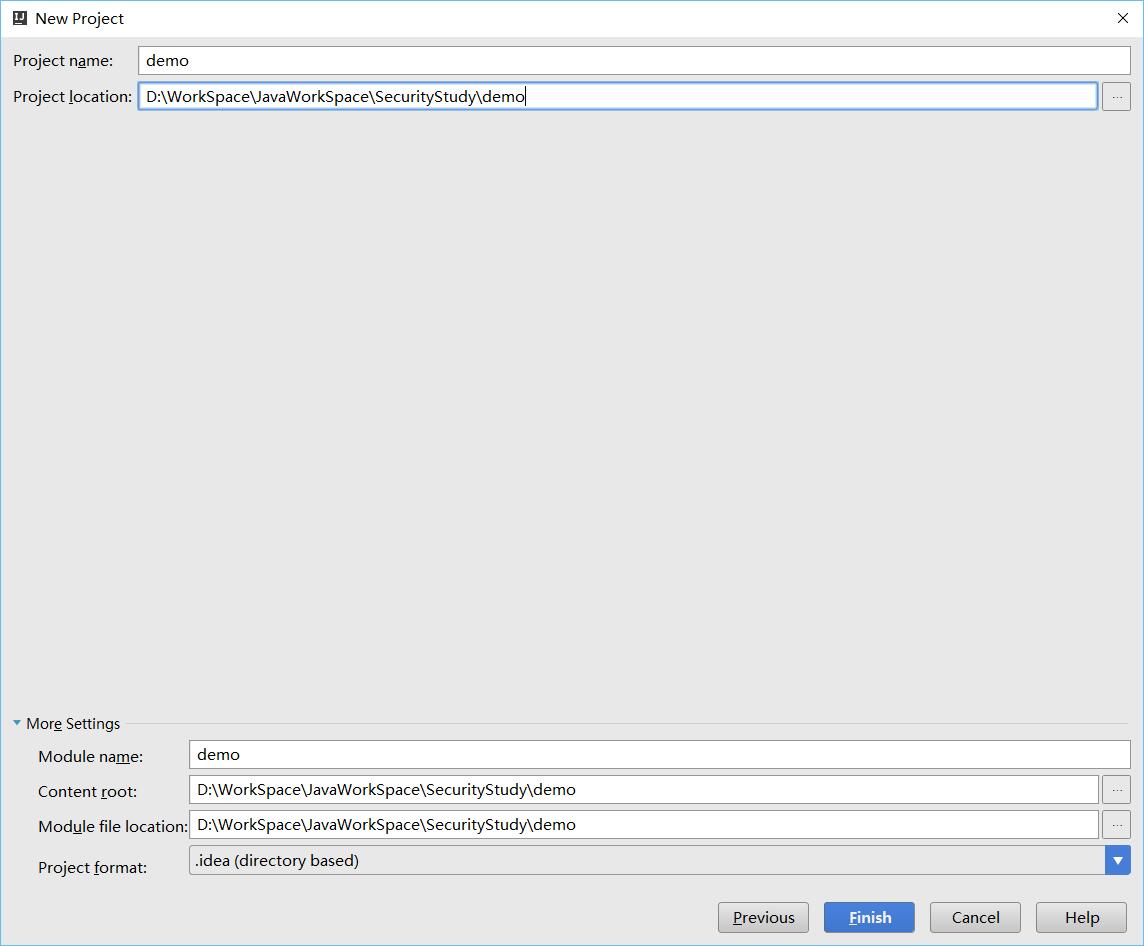 New Project
Project name: demo
Project location: D:\WorkSpace\JavaWorkSpace\SecurityStudy\demo ...
More Settings
Module name: demo
Content root: D:\WorkSpace\JavaWorkSpace\SecurityStudy\demo ...
Module file location: D:\WorkSpace\JavaWorkSpace\SecurityStudy\demo ...
Project format: .idea (directory based)
Previous Finish Cancel Help